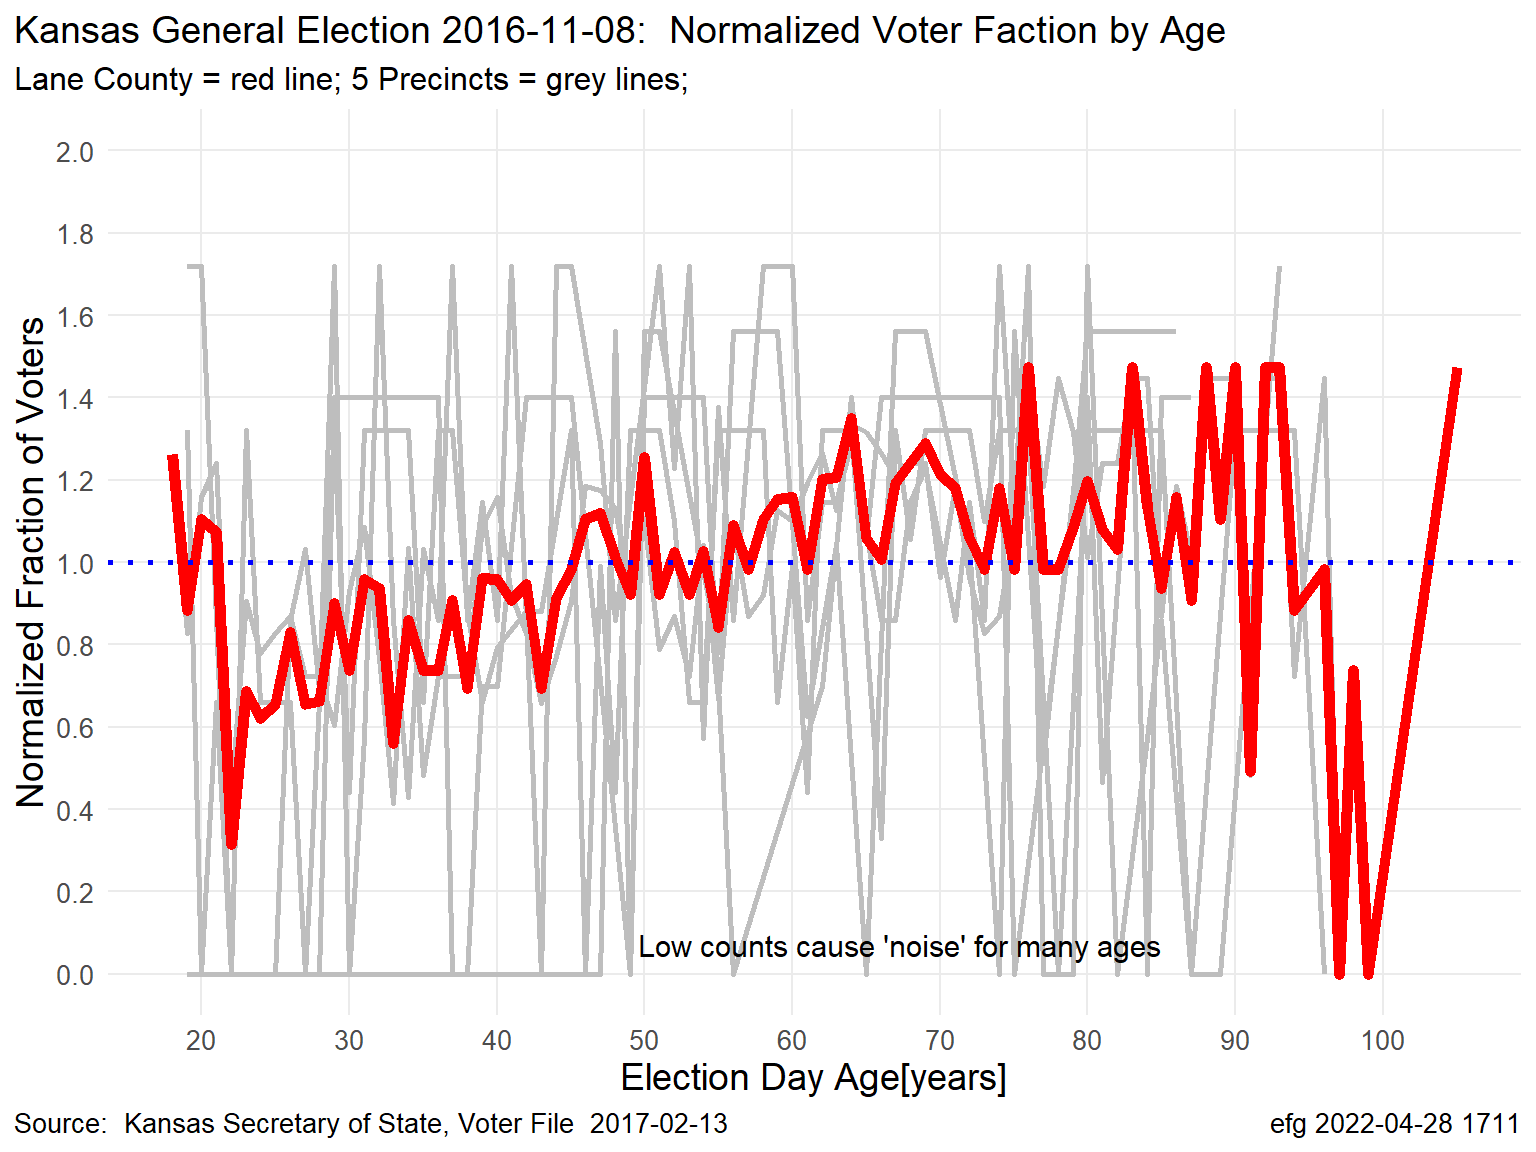 Kansas General Election 2016-11-08:  Normalized Voter Faction by Age
Lane County = red line; 5 Precincts = grey lines;
Normalized Fraction of Voters
2.0
1.8
1.6
1.4
1.2
1.0
0.8
0.6
0.4
0.2
0.0
Low counts cause 'noise' for many ages
20 30 40 50 60 70 80 90 100
Election Day Age[years]
Source:  Kansas Secretary of State, Voter File  2017-02-13
efg 2022-04-28 1711